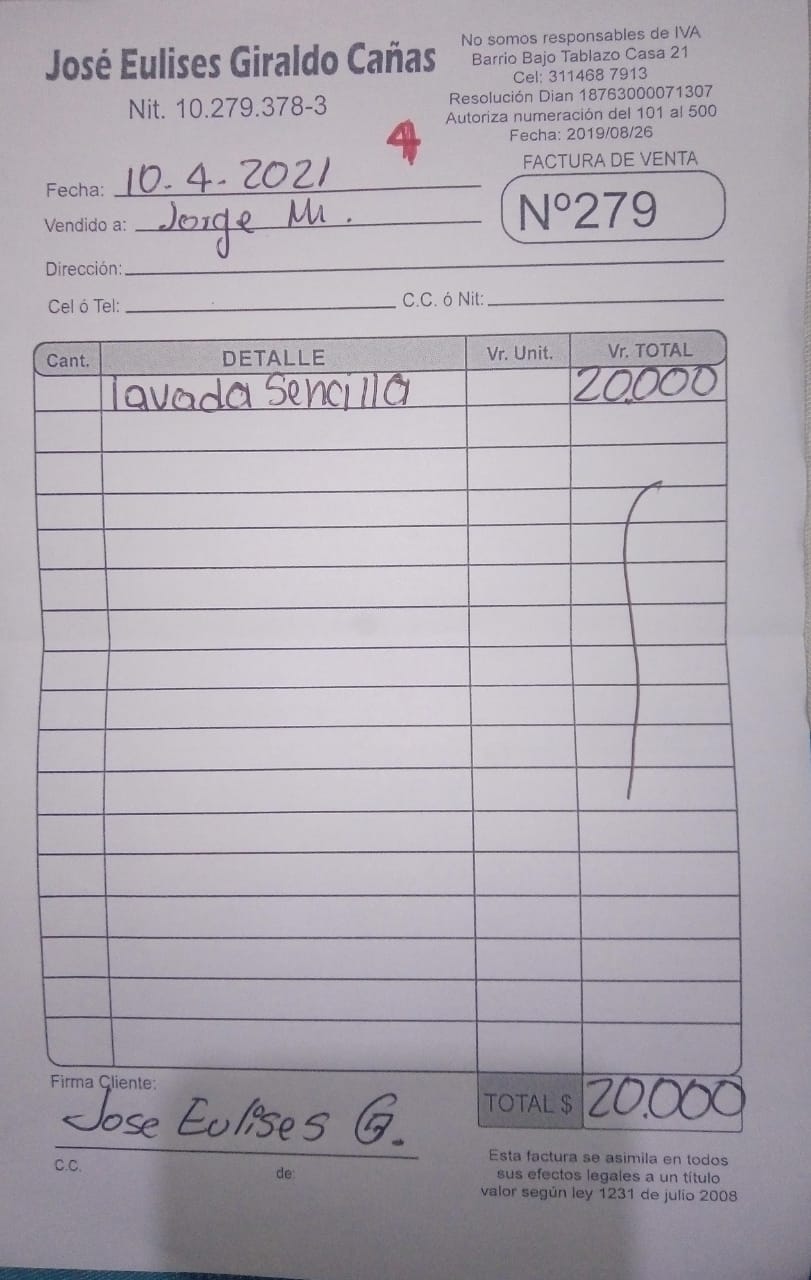 José Eulises Giraldo Cañas
Nit. 10.279.378-3
No somos responsables de IVA
Barrio Bajo Tablazo Casa 21
Cel: 311468 7913
Resolución Dian 18763000071307
Autoriza numeración del 101 al 500
Fecha: 2019/08/26
4
FACTURA DE VENTA
Nº279
Fecha: 10-4-2021
Vendido a: Jorge M.
Dirección:
Cel ó Tel: C.C. ó Nit:
Cant. DETALLE Vr. Unit. Vr. TOTAL
lavada Sencilla 20.000
Firma Cliente:
Jose Eulises G.
TOTAL $ 20.000
C.C. de:
Esta factura se asimila en todos
sus efectos legales a un título
valor según ley 1231 de julio 2008